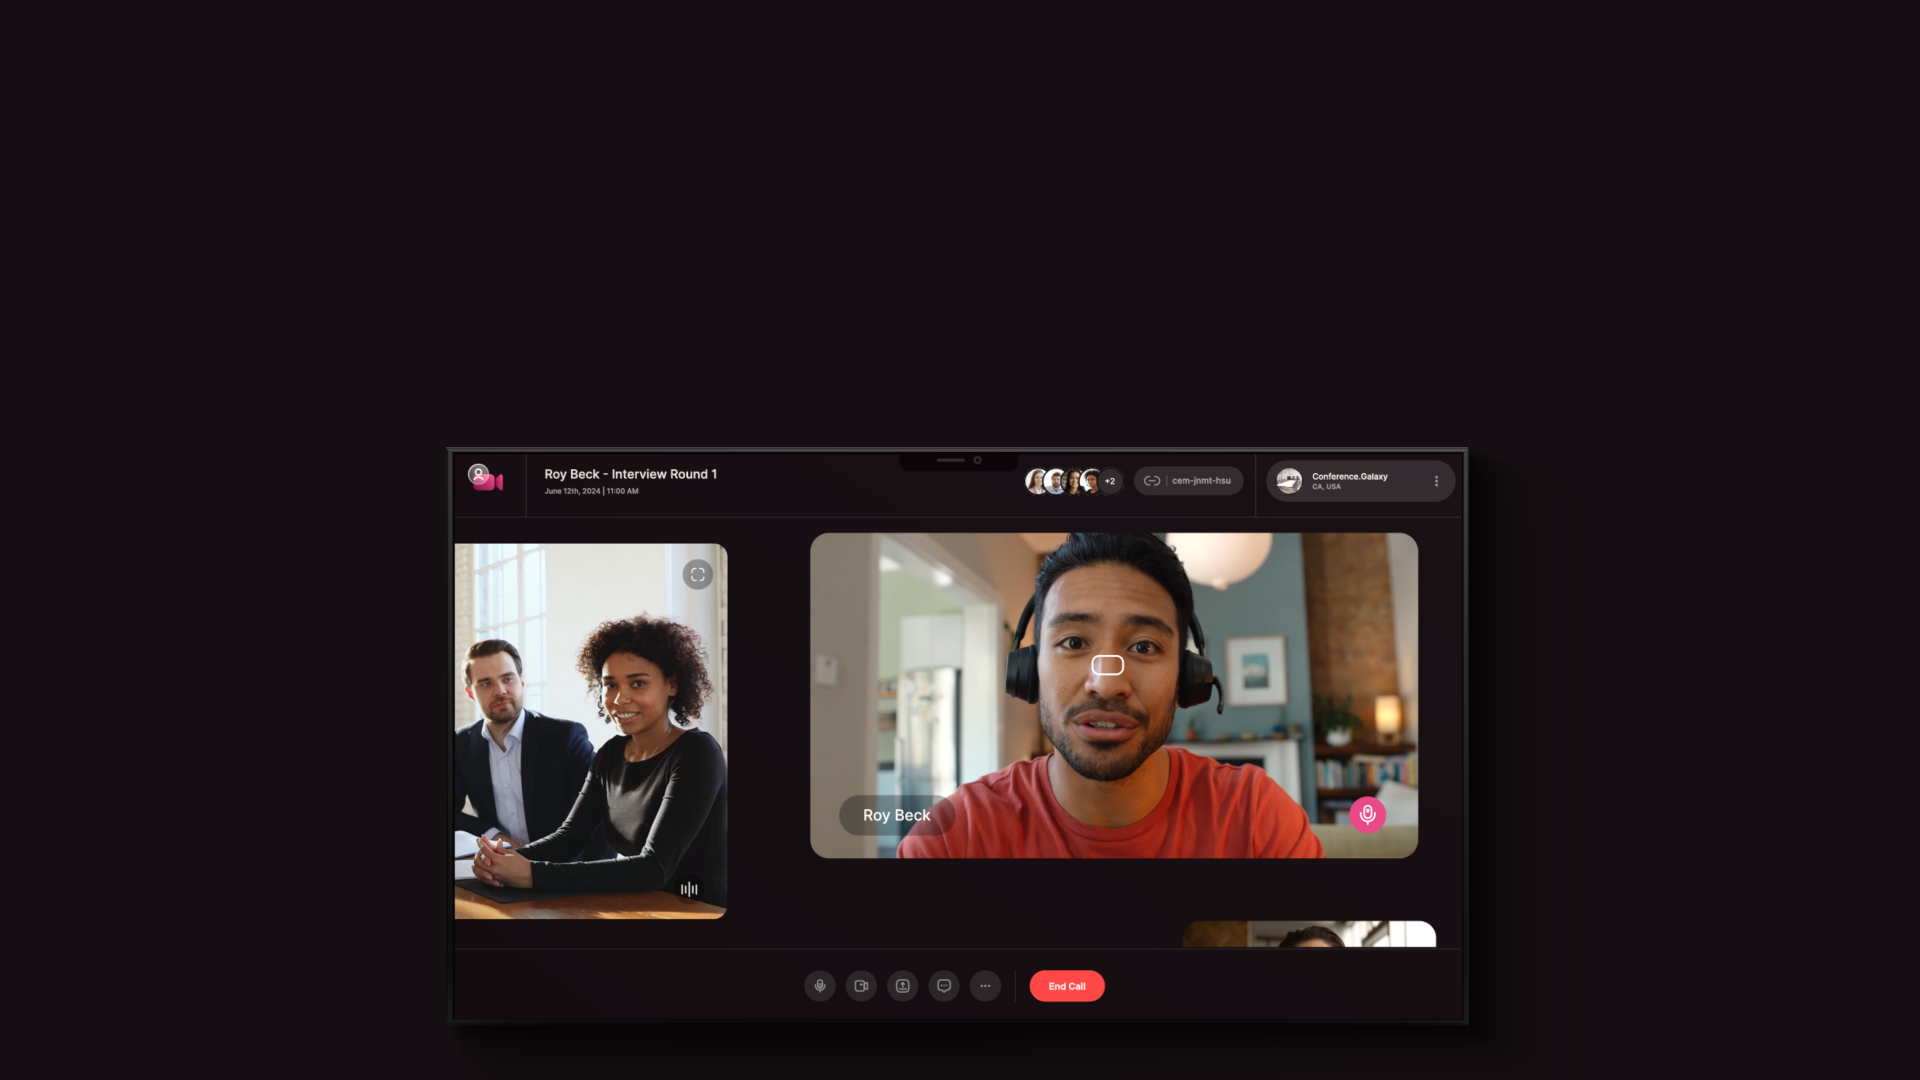 Roy Beck - Interview Round 1
June 12th, 2024 | 11:00 AM
+2
cem-jnmt-hsu
Conference.Galaxy
CA, USA
Roy Beck
End Call